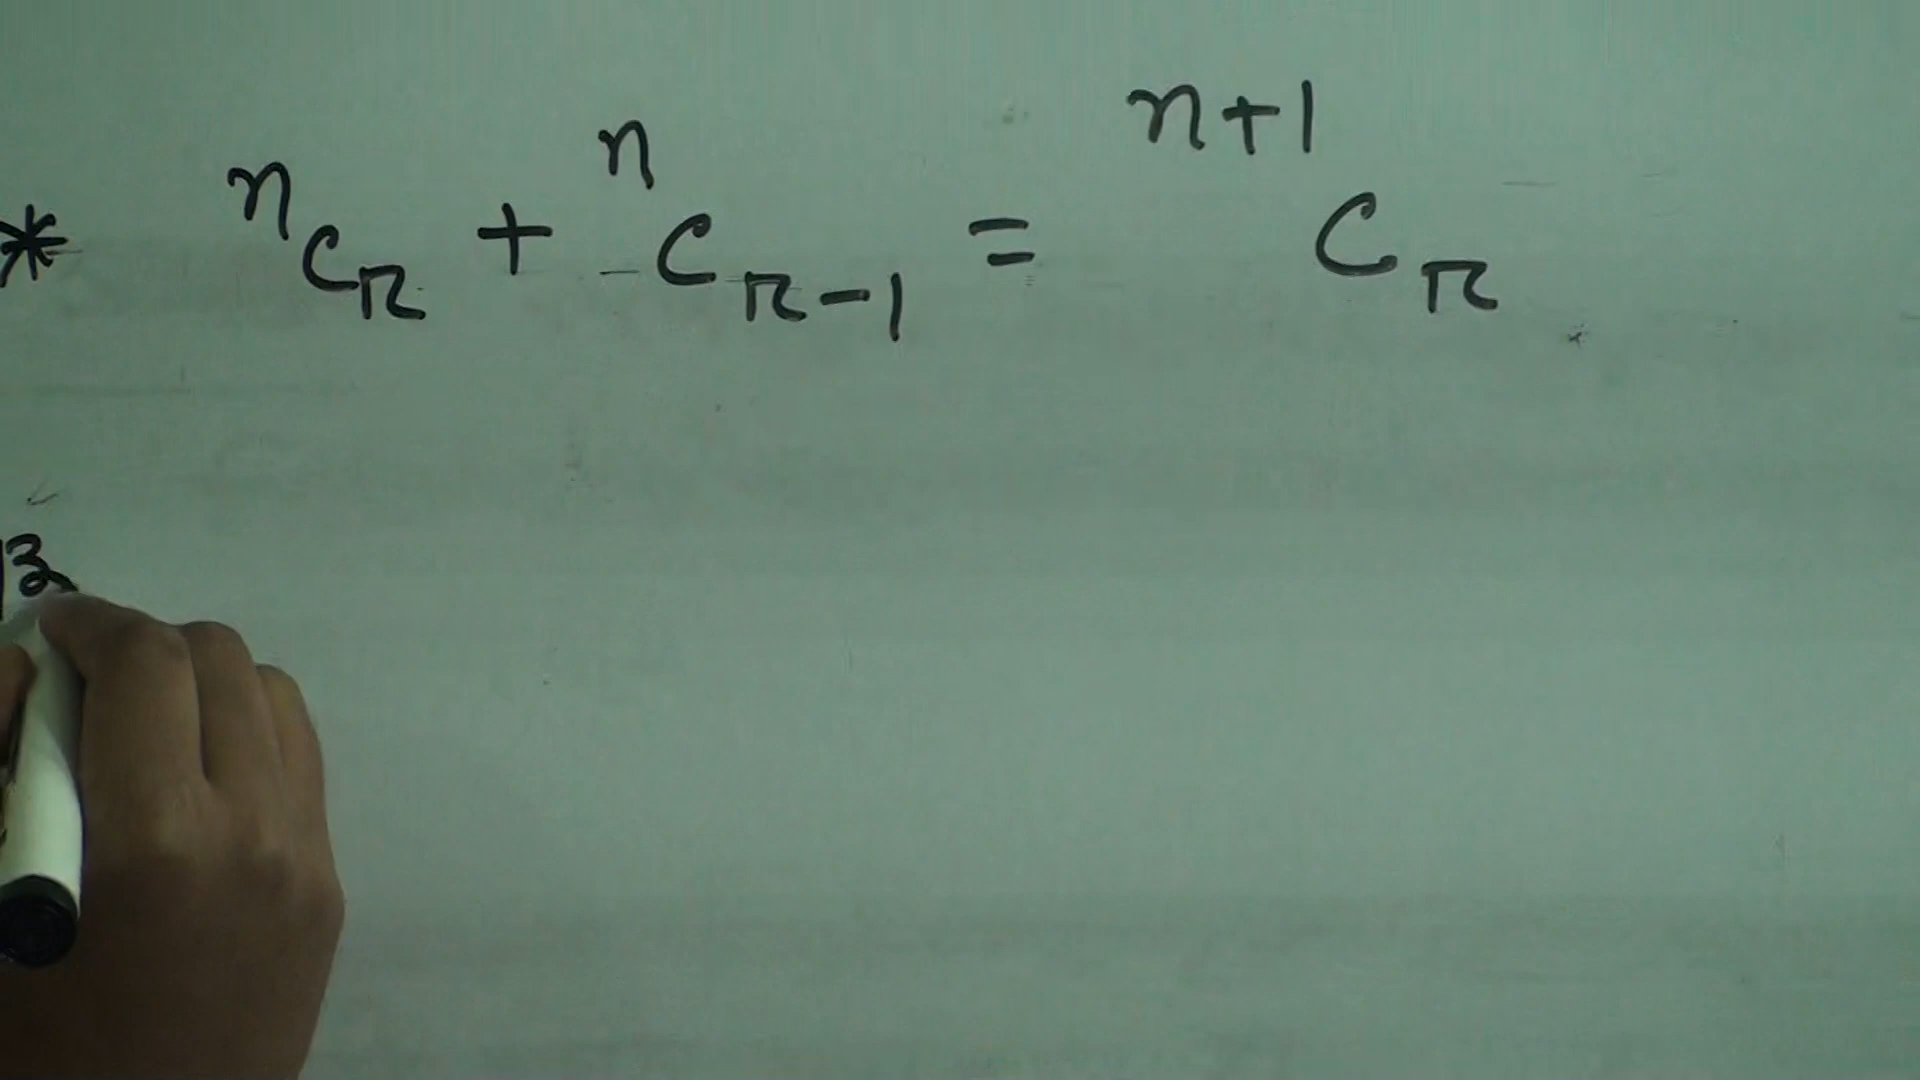 * ⁿCᵣ + ⁿCᵣ₋₁ = ⁿ⁺¹Cᵣ